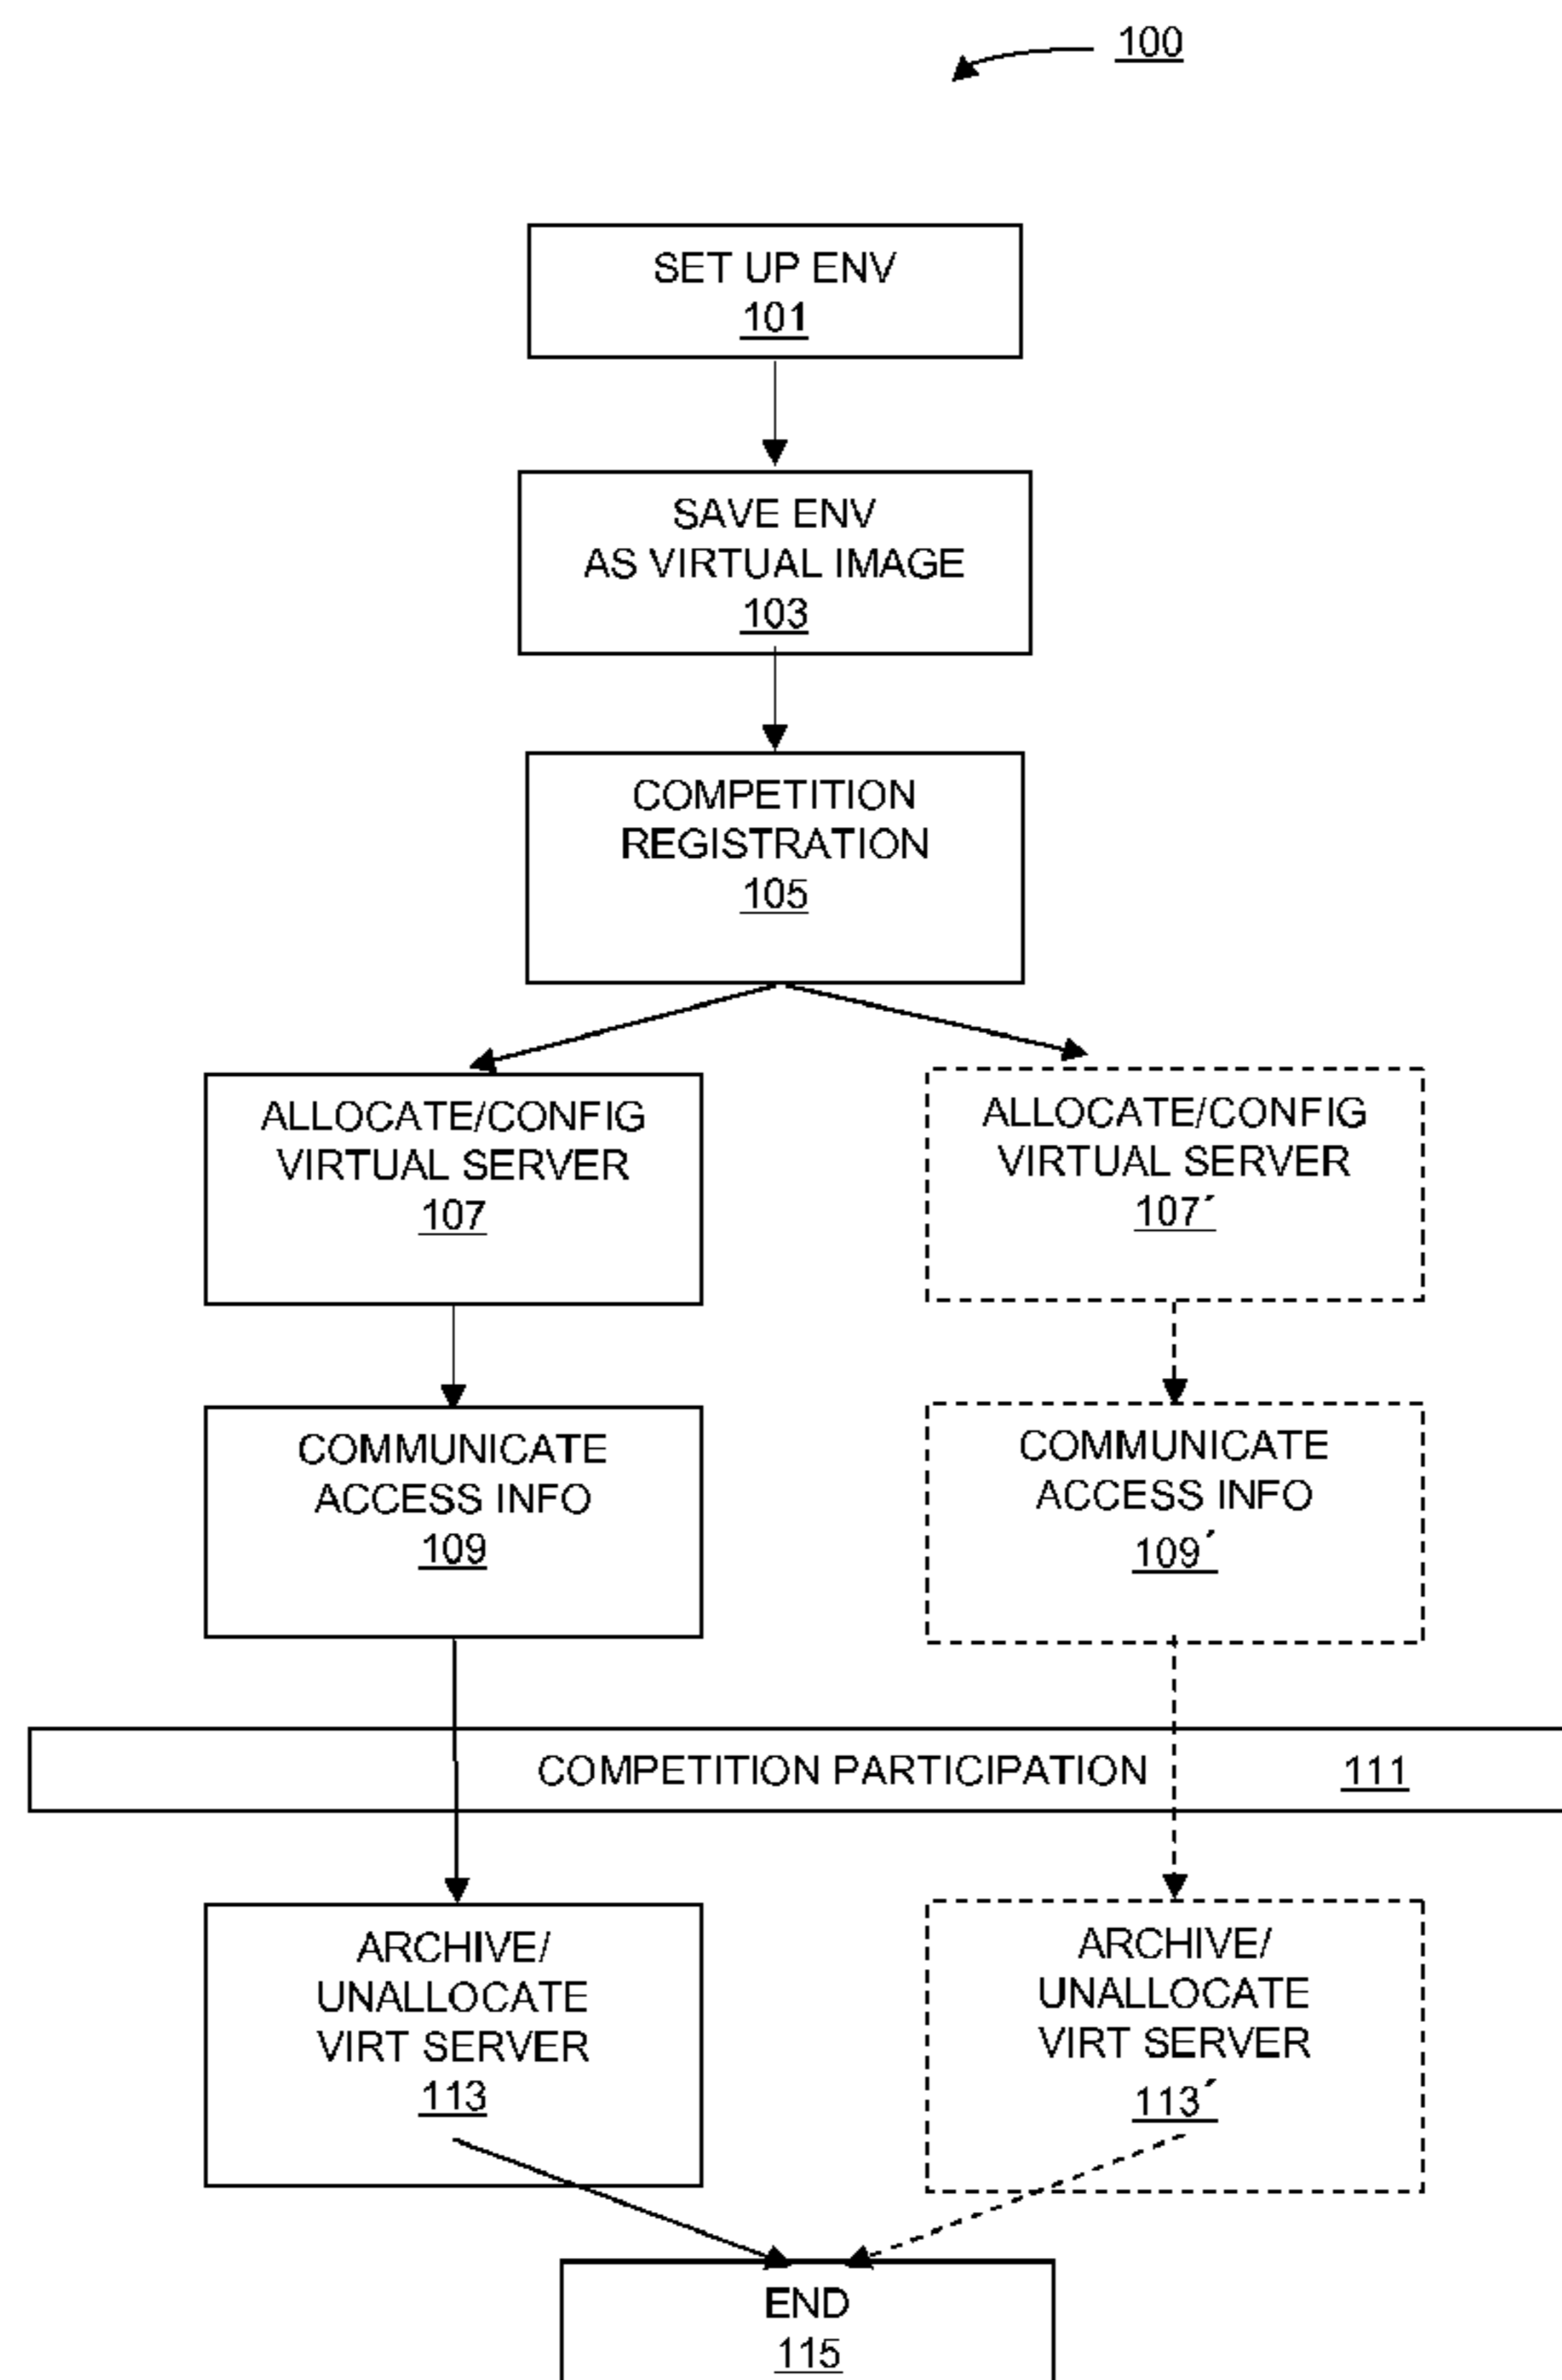 100
SET UP ENV
101
SAVE ENV
AS VIRTUAL IMAGE
103
COMPETITION
REGISTRATION
105
ALLOCATE/CONFIG
VIRTUAL SERVER
107
ALLOCATE/CONFIG
VIRTUAL SERVER
107´
COMMUNICATE
ACCESS INFO
109
COMMUNICATE
ACCESS INFO
109´
COMPETITION PARTICIPATION 111
ARCHIVE/
UNALLOCATE
VIRT SERVER
113
ARCHIVE/
UNALLOCATE
VIRT SERVER
113´
END
115